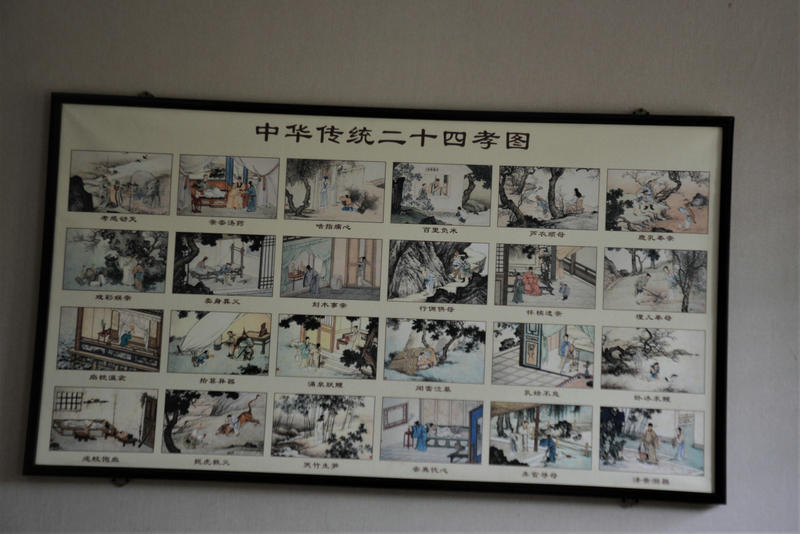 中华传统二十四孝图
孝感动天 亲尝汤药 啮指痛心 百里负米 芦衣顺母 鹿乳奉亲
戏彩娱亲 卖身葬父 刻木事亲 行佣供母 怀橘遗亲 埋儿奉母
扇枕温衾 拾葚异器 涌泉跃鲤 闻雷泣墓 乳姑不怠 卧冰求鲤
恣蚊饱血 扼虎救父 哭竹生笋 尝粪忧心 弃官寻母 涤亲溺器